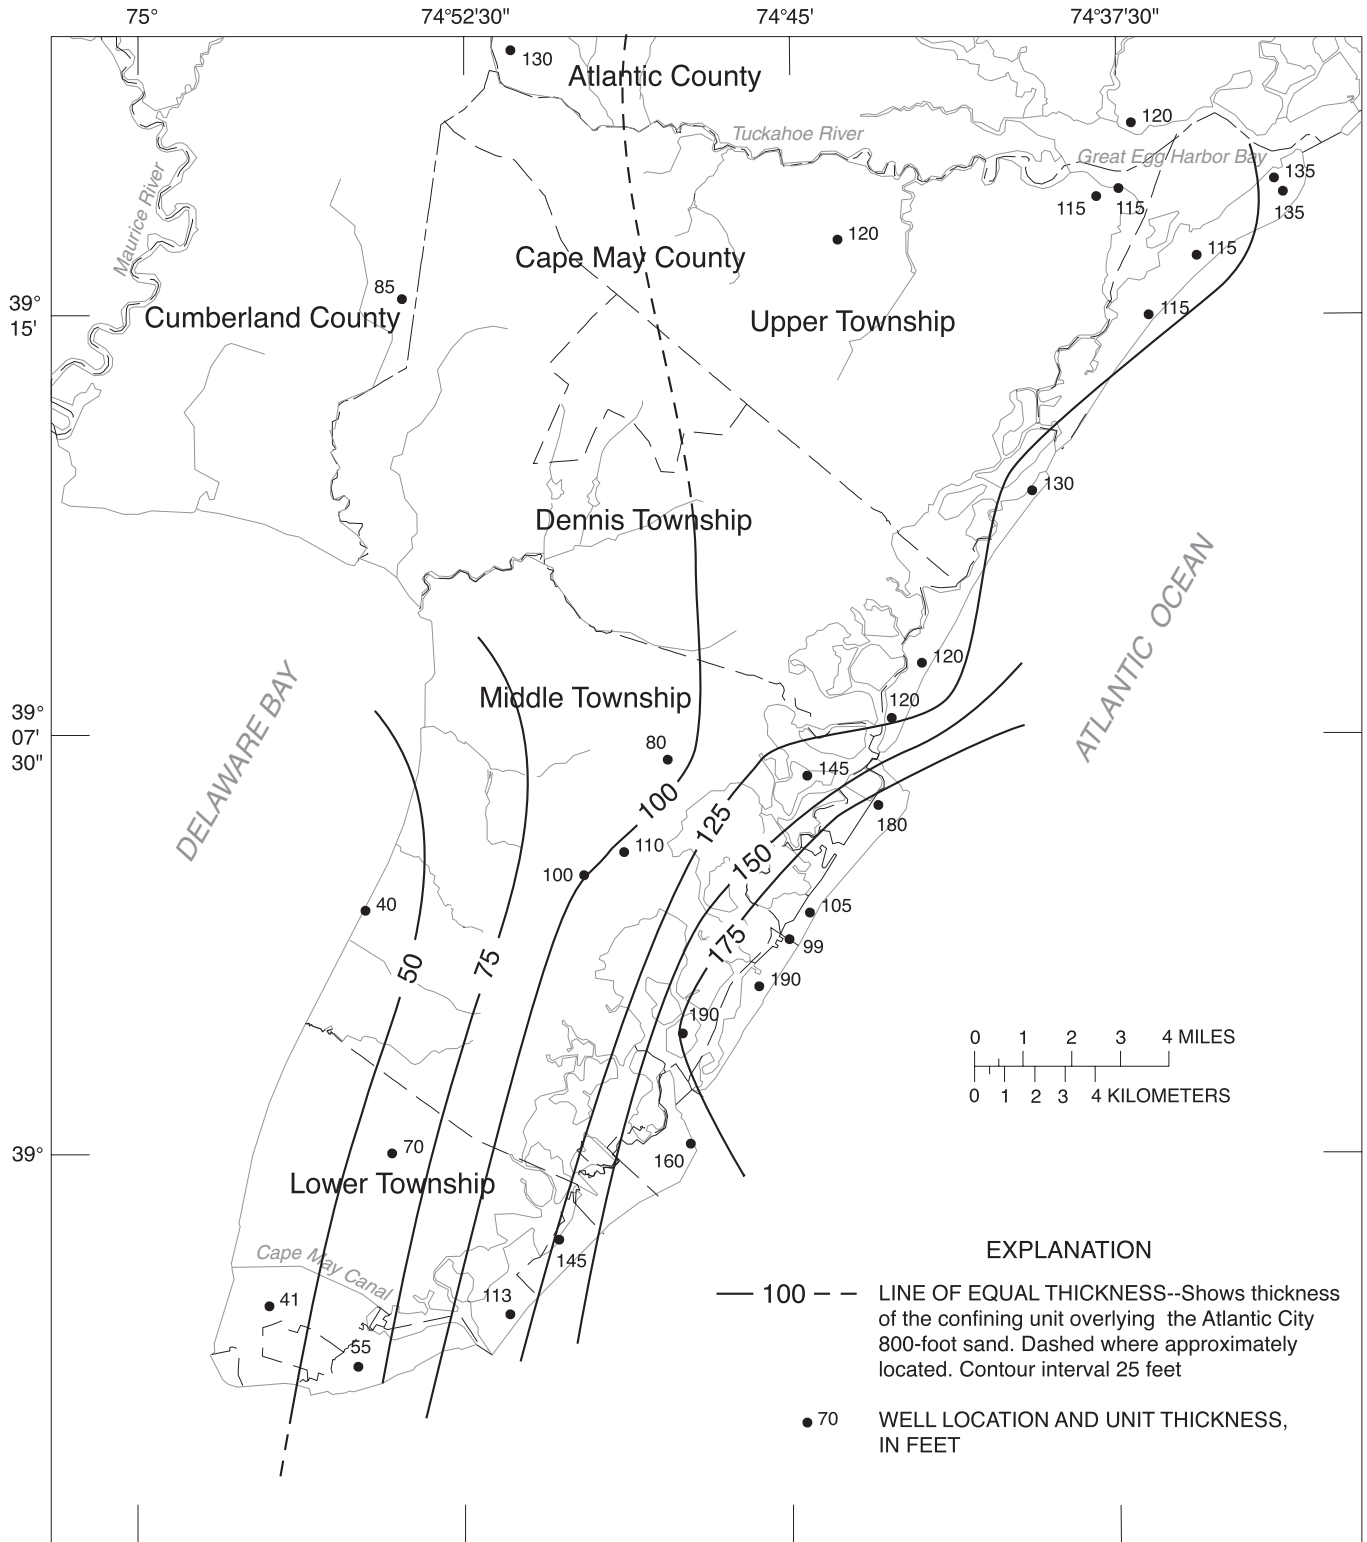 75°
74°52'30"
74°45'
74°37'30"
130
Atlantic County
Tuckahoe River
120
Great Egg Harbor Bay
135
135
115
115
Maurice River
120
Cape May County
115
85
39°
15'
Cumberland County
Upper Township
115
130
Dennis Township
ATLANTIC OCEAN
DELAWARE BAY
120
Middle Township
120
39°
07'
30"
80
145
100
125
180
110
150
100
40
105
175
99
50
75
190
190
0 1 2 3 4 MILES
0 1 2 3 4 KILOMETERS
39°
70
160
Lower Township
145
Cape May Canal
41
113
55
EXPLANATION
100
LINE OF EQUAL THICKNESS--Shows thickness
of the confining unit overlying the Atlantic City
800-foot sand. Dashed where approximately
located. Contour interval 25 feet
70
WELL LOCATION AND UNIT THICKNESS,
IN FEET